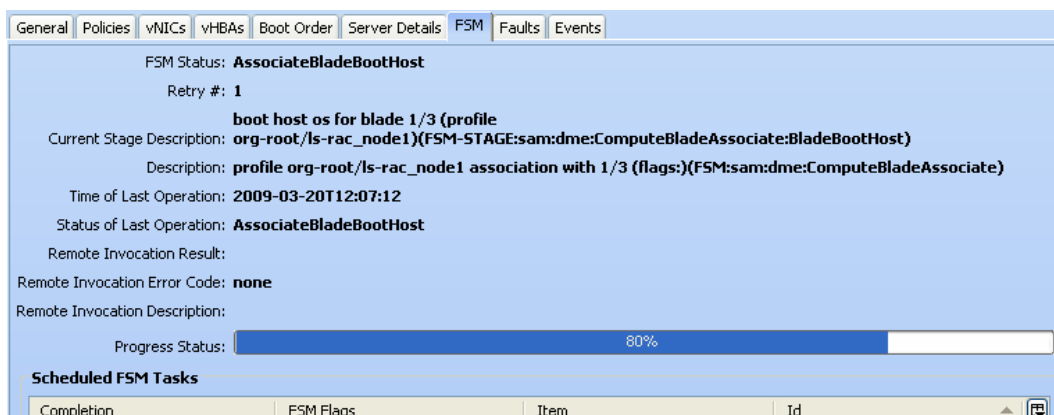 General Policies vNICs vHBAs Boot Order Server Details FSM Faults Events
FSM Status: AssociateBladeBootHost
Retry #: 1
boot host os for blade 1/3 (profile
Current Stage Description: org-root/ls-rac_node1)(FSM-STAGE:sam:dme:ComputeBladeAssociate:BladeBootHost)
Description: profile org-root/ls-rac_node1 association with 1/3 (flags:)(FSM:sam:dme:ComputeBladeAssociate)
Time of Last Operation: 2009-03-20T12:07:12
Status of Last Operation: AssociateBladeBootHost
Remote Invocation Result:
Remote Invocation Error Code: none
Remote Invocation Description:
Progress Status: 80%
Scheduled FSM Tasks
Completion FSM Flags Item Id